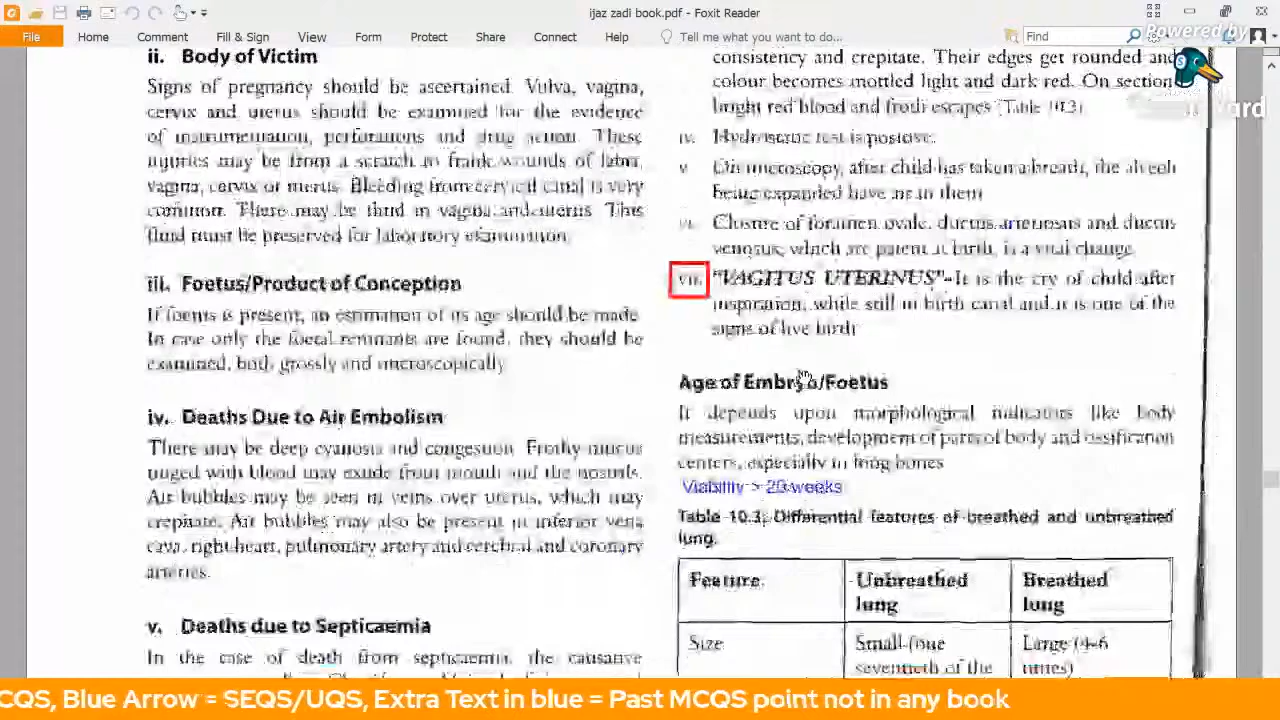 ijaz zadi book.pdf - Foxit Reader
Powered by
File Home Comment Fill & Sign View Form Protect Share Connect Help Tell me what you want to do... Find
ii. Body of Victim
Signs of pregnancy should be ascertained. Vulva, vagina,
cervix and uterus should be examined for the evidence
of instrumentation, perforations and drug action. These
injuries may be from a scratch to frank wounds of labia,
vagina, cervix or uterus. Bleeding from cervical canal is very
common. There may be fluid in vagina and uterus. This
fluid must be preserved for laboratory examination.
iii. Foetus/Product of Conception
If foetus is present, an estimation of its age should be made.
In case only the foetal remnants are found, they should be
examined, both grossly and microscopically
iv. Deaths Due to Air Embolism
There may be deep cyanosis and congestion. Frothy mucus
tinged with blood may exude from mouth and the nostrils.
Air bubbles may be seen in veins over uterus, which may
crepitate. Air bubbles may also be present in inferior vena
cava, right heart, pulmonary artery and cerebral and coronary
arteries.
v. Deaths due to Septicaemia
In the case of death from septicaemia, the causative
consistency and crepitate. Their edges get rounded and
colour becomes mottled light and dark red. On section
bright red blood and froth escapes (Table 10.3)
iv. Hydrostatic test is positive.
v. On microscopy, after child has taken a breath, the alveoli
being expanded have air in them
vi. Closure of foramen ovale, ductus arteriosus and ductus
venosus, which are patent at birth, is a vital change.
vii. "VAGITUS UTERINUS"-It is the cry of child after
inspiration, while still in birth canal and it is one of the
signs of live birth
Age of Embryo/Foetus
It depends upon morphological indicators like body
measurements, development of parts of body and ossification
centers, especially in long bones
Viability > 20 weeks
Table 10.3. Differential features of breathed and unbreathed
lung.
Feature. Unbreathed lung Breathed lung
Size Small-(one seventeth of the Large (4-6 times)
CQS, Blue Arrow = SEQS/UQS, Extra Text in blue = Past MCQS point not in any book